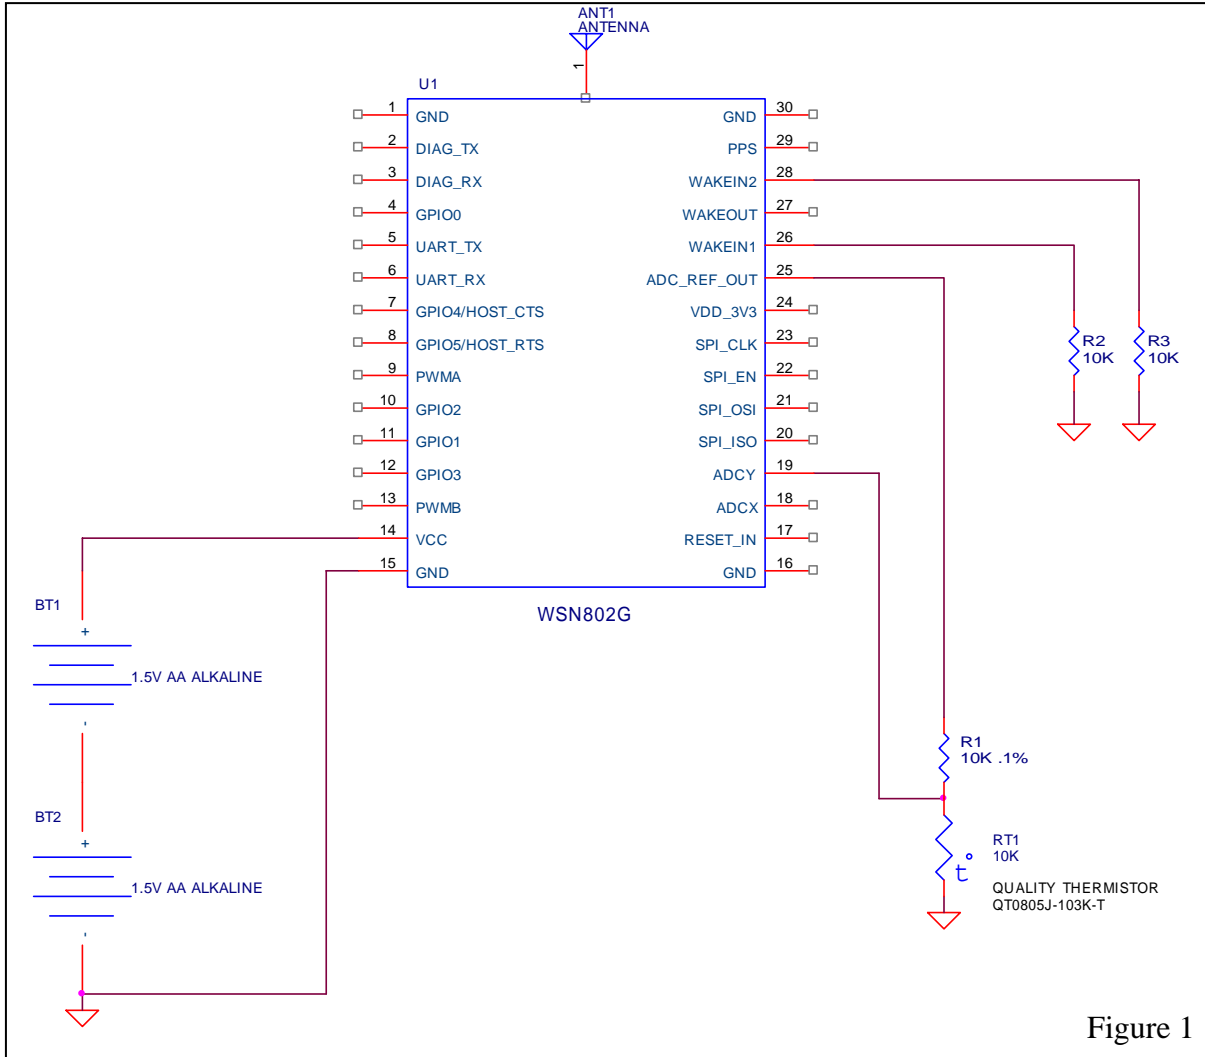 ANT1
ANTENNA
1
U1
1 GND
2 DIAG_TX
3 DIAG_RX
4 GPIO0
5 UART_TX
6 UART_RX
7 GPIO4/HOST_CTS
8 GPIO5/HOST_RTS
9 PWMA
10 GPIO2
11 GPIO1
12 GPIO3
13 PWMB
14 VCC
15 GND
GND 30
PPS 29
WAKEIN2 28
WAKEOUT 27
WAKEIN1 26
ADC_REF_OUT 25
VDD_3V3 24
SPI_CLK 23
SPI_EN 22
SPI_OSI 21
SPI_ISO 20
ADCY 19
ADCX 18
RESET_IN 17
GND 16
WSN802G
R2
10K
R3
10K
BT1
+
1.5V AA ALKALINE
-
BT2
+
1.5V AA ALKALINE
-
R1
10K .1%
RT1
10K
t°
QUALITY THERMISTOR
QT0805J-103K-T
Figure 1